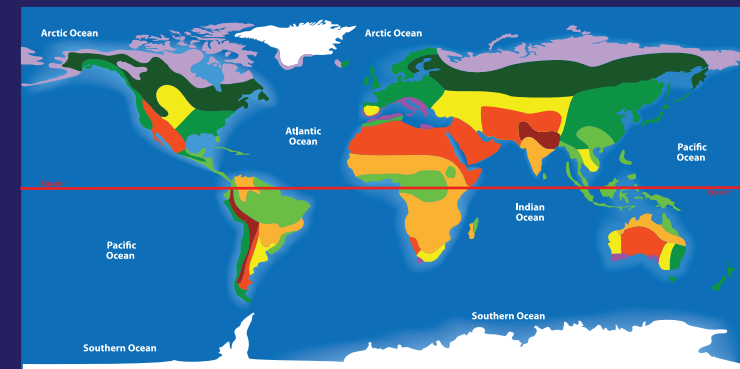 Arctic Ocean
Arctic Ocean
Atlantic
Ocean
Pacific
Ocean
Indian
Ocean
Pacific
Ocean
Southern Ocean
Southern Ocean